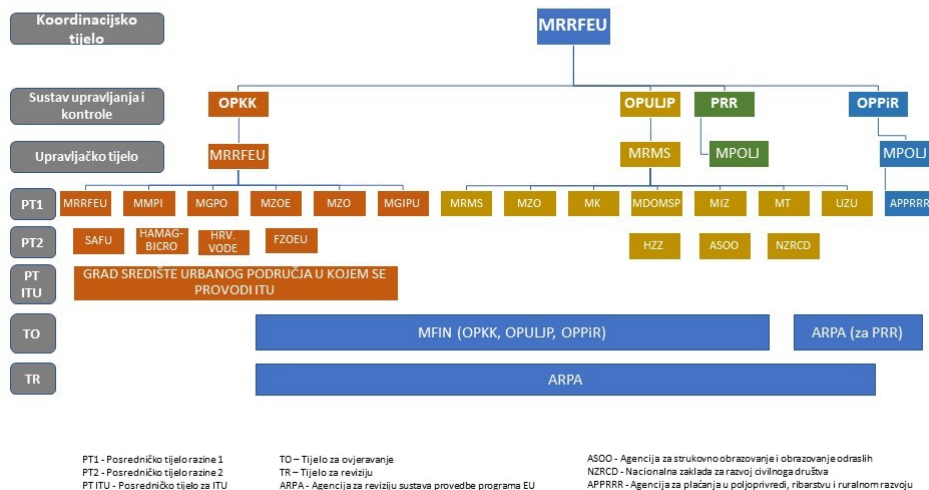 Koordinacijsko
tijelo
MRRFEU
Sustav upravljanja i
kontrole
OPKK
OPULJP
PRR
OPPiR
Upravljačko tijelo
MRRFEU
MRMS
MPOLJ
MPOLJ
PT1
MRRFEU
MMPI
MGPO
MZOE
MZO
MGIPU
MRMS
MZO
MK
MDOMSP
MIZ
MT
UZU
APPRRR
PT2
SAFU
HAMAG-
BICRO
HRV.
VODE
FZOEU
HZZ
ASOO
NZRCD
PT
ITU
GRAD SREDIŠTE URBANOG PODRUČJA U KOJEM SE
PROVODI ITU
TO
MFIN (OPKK, OPULJP, OPPiR)
ARPA (za PRR)
TR
ARPA
PT1 - Posredničko tijelo razine 1
PT2 - Posredničko tijelo razine 2
PT ITU - Posredničko tijelo za ITU
TO – Tijelo za ovjeravanje
TR – Tijelo za reviziju
ARPA - Agencija za reviziju sustava provedbe programa EU
ASOO - Agencija za strukovno obrazovanje i obrazovanje odraslih
NZRCD - Nacionalna zaklada za razvoj civilnoga društva
APPRRR - Agencija za plaćanja u poljoprivredi, ribarstvu i ruralnom razvoju